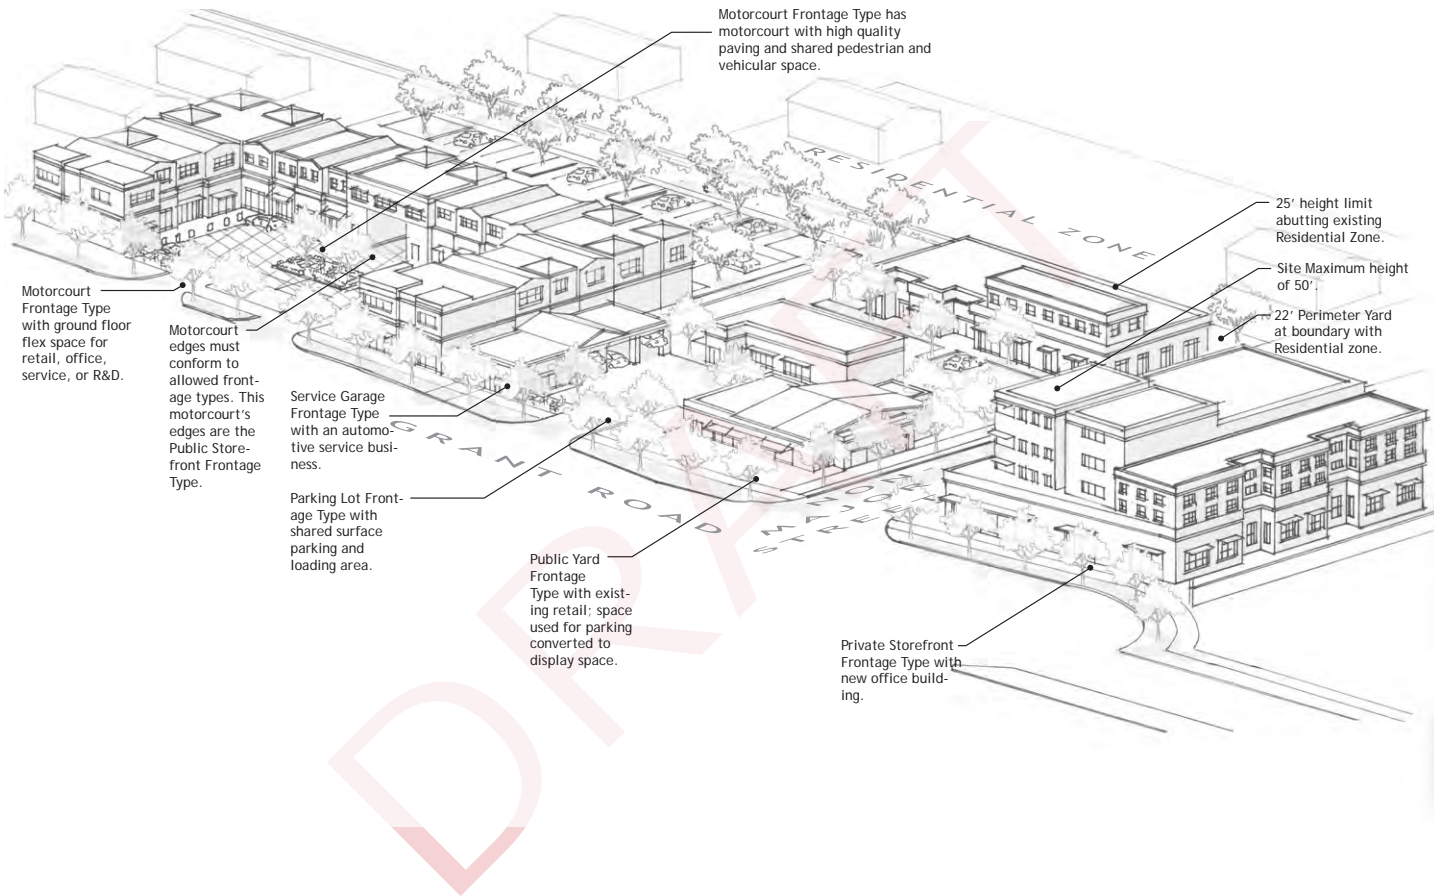 Motorcourt Frontage Type has
motorcourt with high quality
paving and shared pedestrian and
vehicular space.
RESIDENTIAL ZONE
25' height limit
abutting existing
Residential Zone.
Site Maximum height
of 50'.
22' Perimeter Yard
at boundary with
Residential zone.
Motorcourt
Frontage Type
with ground floor
flex space for
retail, office,
service, or R&D.
Motorcourt
edges must
conform to
allowed front-
age types. This
motorcourt's
edges are the
Public Store-
front Frontage
Type.
Service Garage
Frontage Type
with an automo-
tive service busi-
ness.
Parking Lot Front-
age Type with
shared surface
parking and
loading area.
GRANT ROAD
STREET
Public Yard
Frontage
Type with exist-
ing retail; space
used for parking
converted to
display space.
Private Storefront
Frontage Type with
new office build-
ing.
DRAFT